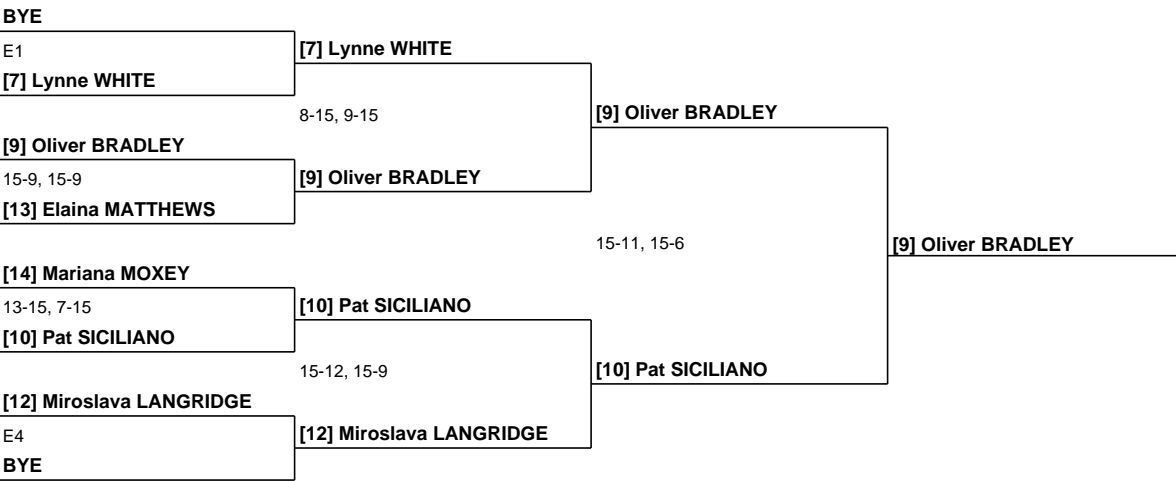 BYE
E1
[7] Lynne WHITE
[9] Oliver BRADLEY
15-9, 15-9
[13] Elaina MATTHEWS
[14] Mariana MOXEY
13-15, 7-15
[10] Pat SICILIANO
[12] Miroslava LANGRIDGE
E4
BYE
[7] Lynne WHITE
8-15, 9-15
[9] Oliver BRADLEY
[10] Pat SICILIANO
15-12, 15-9
[12] Miroslava LANGRIDGE
[9] Oliver BRADLEY
15-11, 15-6
[10] Pat SICILIANO
[9] Oliver BRADLEY